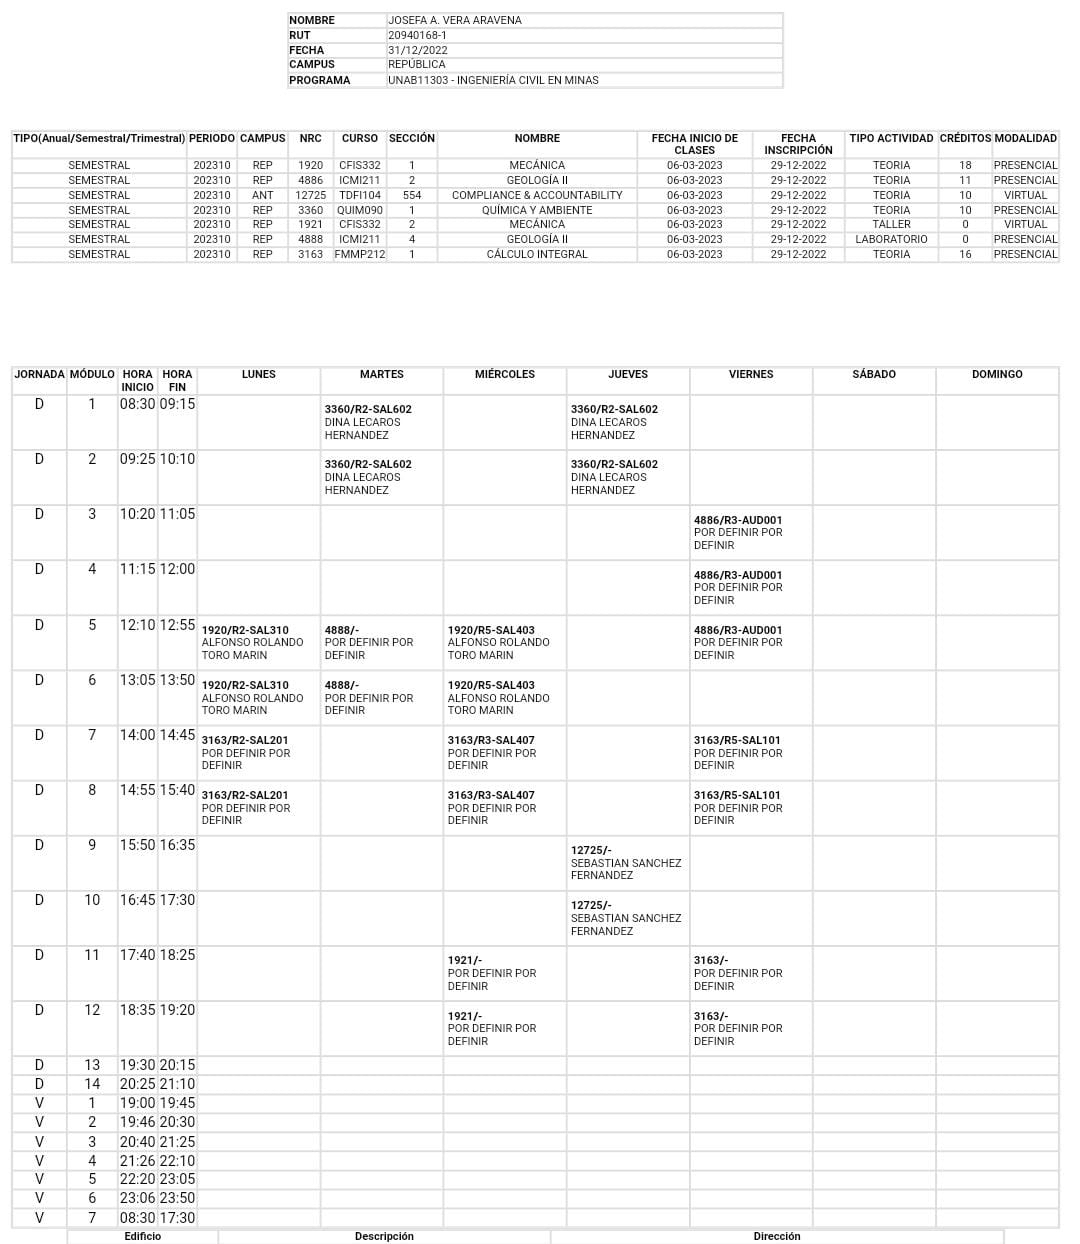 NOMBRE JOSEFA A. VERA ARAVENA
RUT 20940168-1
FECHA 31/12/2022
CAMPUS REPÚBLICA
PROGRAMA UNAB11303 - INGENIERÍA CIVIL EN MINAS
TIPO(Anual/Semestral/Trimestral) PERIODO CAMPUS NRC CURSO SECCIÓN NOMBRE FECHA INICIO DE CLASES FECHA INSCRIPCIÓN TIPO ACTIVIDAD CRÉDITOS MODALIDAD
SEMESTRAL 202310 REP 1920 CFIS332 1 MECÁNICA 06-03-2023 29-12-2022 TEORIA 18 PRESENCIAL
SEMESTRAL 202310 REP 4886 ICMI211 2 GEOLOGÍA II 06-03-2023 29-12-2022 TEORIA 11 PRESENCIAL
SEMESTRAL 202310 ANT 12725 TDFI104 554 COMPLIANCE & ACCOUNTABILITY 06-03-2023 29-12-2022 TEORIA 10 VIRTUAL
SEMESTRAL 202310 REP 3360 QUIM090 1 QUÍMICA Y AMBIENTE 06-03-2023 29-12-2022 TEORIA 10 PRESENCIAL
SEMESTRAL 202310 REP 1921 CFIS332 2 MECÁNICA 06-03-2023 29-12-2022 TALLER 0 VIRTUAL
SEMESTRAL 202310 REP 4888 ICMI211 4 GEOLOGÍA II 06-03-2023 29-12-2022 LABORATORIO 0 PRESENCIAL
SEMESTRAL 202310 REP 3163 FMMP212 1 CÁLCULO INTEGRAL 06-03-2023 29-12-2022 TEORIA 16 PRESENCIAL
JORNADA MÓDULO HORA INICIO HORA FIN LUNES MARTES MIÉRCOLES JUEVES VIERNES SÁBADO DOMINGO
D 1 08:30 09:15
3360/R2-SAL602 3360/R2-SAL602
DINA LECAROS DINA LECAROS
HERNANDEZ HERNANDEZ
D 2 09:25 10:10
3360/R2-SAL602 3360/R2-SAL602
DINA LECAROS DINA LECAROS
HERNANDEZ HERNANDEZ
D 3 10:20 11:05
4886/R3-AUD001
POR DEFINIR POR
DEFINIR
D 4 11:15 12:00
4886/R3-AUD001
POR DEFINIR POR
DEFINIR
D 5 12:10 12:55
1920/R2-SAL310 4888/- 1920/R5-SAL403 4886/R3-AUD001
ALFONSO ROLANDO POR DEFINIR POR ALFONSO ROLANDO POR DEFINIR POR
TORO MARIN DEFINIR TORO MARIN DEFINIR
D 6 13:05 13:50
1920/R2-SAL310 4888/- 1920/R5-SAL403
ALFONSO ROLANDO POR DEFINIR POR ALFONSO ROLANDO
TORO MARIN DEFINIR TORO MARIN
D 7 14:00 14:45
3163/R2-SAL201 3163/R3-SAL407 3163/R5-SAL101
POR DEFINIR POR POR DEFINIR POR POR DEFINIR POR
DEFINIR DEFINIR DEFINIR
D 8 14:55 15:40
3163/R2-SAL201 3163/R3-SAL407 3163/R5-SAL101
POR DEFINIR POR POR DEFINIR POR POR DEFINIR POR
DEFINIR DEFINIR DEFINIR
D 9 15:50 16:35
12725/-
SEBASTIAN SANCHEZ
FERNANDEZ
D 10 16:45 17:30
12725/-
SEBASTIAN SANCHEZ
FERNANDEZ
D 11 17:40 18:25
1921/- 3163/-
POR DEFINIR POR POR DEFINIR POR
DEFINIR DEFINIR
D 12 18:35 19:20
1921/- 3163/-
POR DEFINIR POR POR DEFINIR POR
DEFINIR DEFINIR
D 13 19:30 20:15
D 14 20:25 21:10
V 1 19:00 19:45
V 2 19:46 20:30
V 3 20:40 21:25
V 4 21:26 22:10
V 5 22:20 23:05
V 6 23:06 23:50
V 7 08:30 17:30
Edificio Descripción Dirección